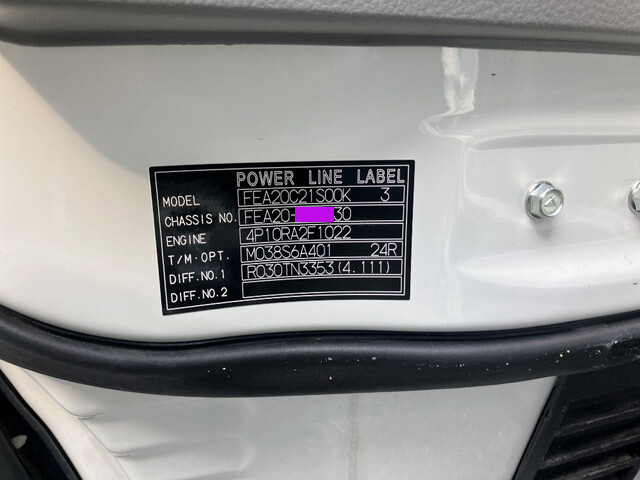 POWER LINE LABEL
MODEL FEA20C21SOOK 3
CHASSIS NO. FEA20- 30
ENGINE 4P10RA2F1022
T/M·OPT. M038S6A401 24R
DIFF.NO.1 R030TN3353(4.111)
DIFF.NO.2